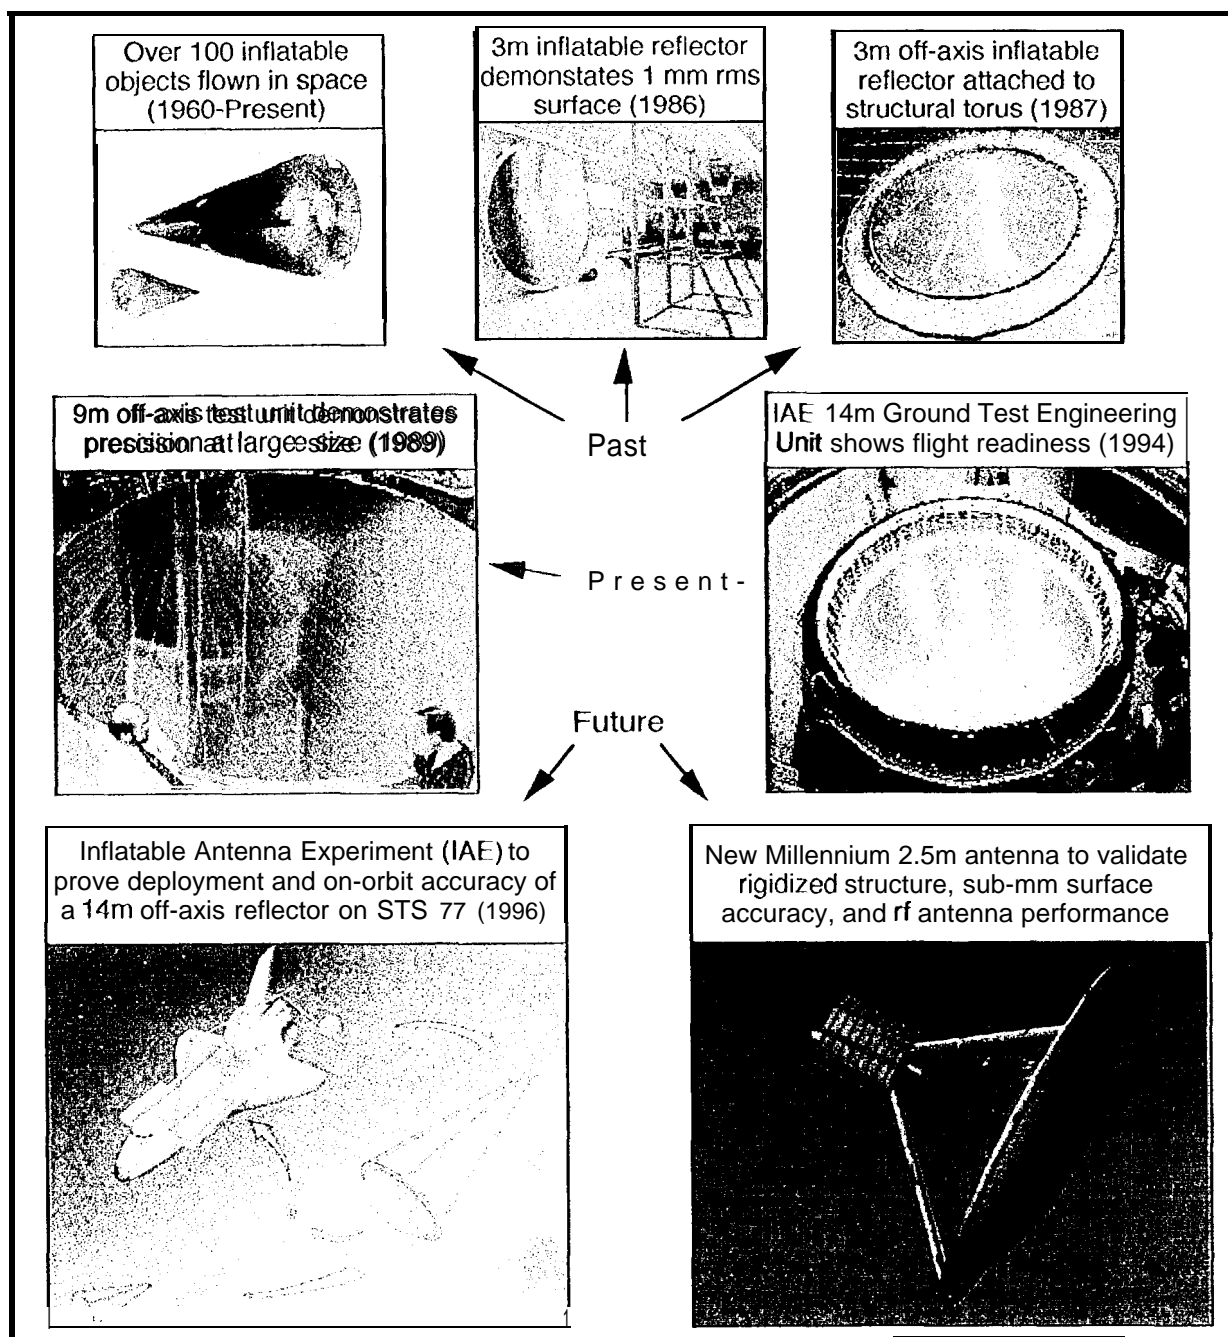 Over 100 inflatable
objects flown in space
(1960-Present)
3m inflatable reflector
demonstates 1 mm rms
surface (1986)
3m off-axis inflatable
reflector attached to
structural torus (1987)
9m off-axis test unit demostrates
precision at large size (1989)
Past
IAE 14m Ground Test Engineering
Unit shows flight readiness (1994)
Present-
Future
Inflatable Antenna Experiment (IAE) to
prove deployment and on-orbit accuracy of
a 14m off-axis reflector on STS 77 (1996)
New Millennium 2.5m antenna to validate
rigidized structure, sub-mm surface
accuracy, and rf antenna performance